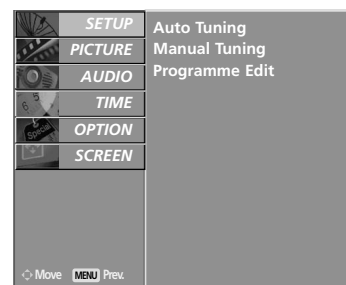 SETUP
PICTURE
AUDIO
TIME
OPTION
SCREEN
Auto Tuning
Manual Tuning
Programme Edit
Move MENU Prev.